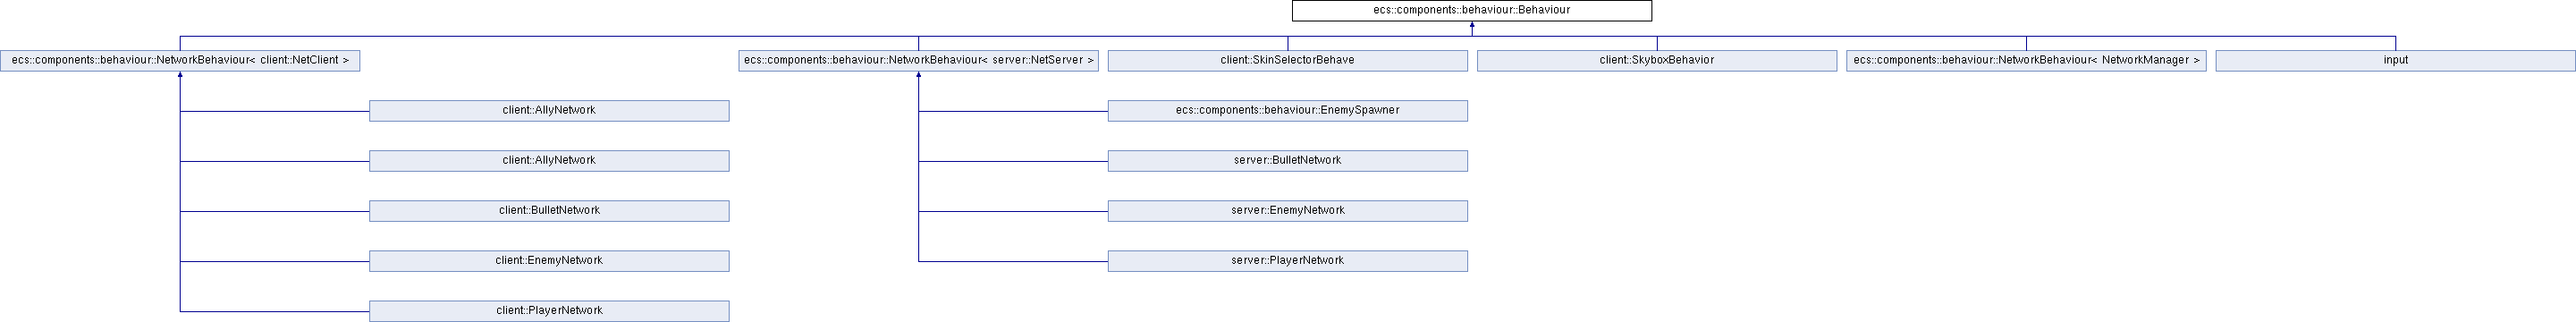 ecs::components::behaviour::Behaviour
ecs::components::behaviour::NetworkBehaviour< client::NetClient >
ecs::components::behaviour::NetworkBehaviour< server::NetServer >
client::SkinSelectorBehave
client::SkyboxBehavior
ecs::components::behaviour::NetworkBehaviour< NetworkManager >
input
client::AllyNetwork
ecs::components::behaviour::EnemySpawner
client::AllyNetwork
server::BulletNetwork
client::BulletNetwork
server::EnemyNetwork
client::EnemyNetwork
server::PlayerNetwork
client::PlayerNetwork